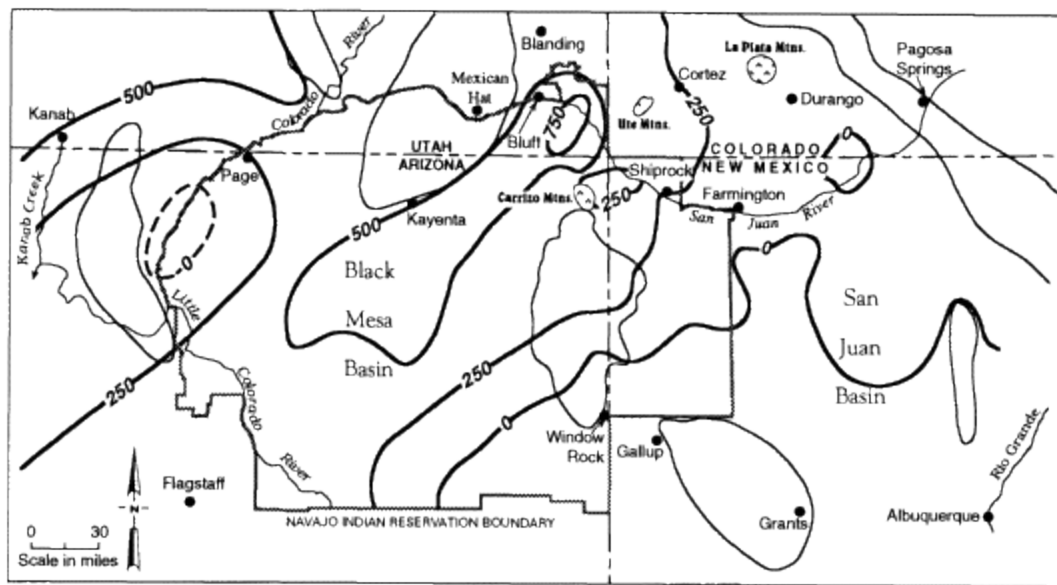 River
Blanding
La Plata Mtns.
Pagosa
Springs
Mexican
Hat
Cortez
500
Kanab
Colorado
250
Durango
750
Ute Mtns.
Bluff
0
UTAH
ARIZONA
COLORADO
NEW MEXICO
Page
Shiprock
Carrizo Mtns.
250
Farmington
San Juan River
Kayenta
Kanab Creek
500
0
0
Black
Mesa
Basin
San
Juan
Basin
Little
Colorado
River
250
250
0
Window
Rock
Gallup
Rio Grande
Flagstaff
N
Grants
Albuquerque
NAVAJO INDIAN RESERVATION BOUNDARY
0 30
Scale in miles